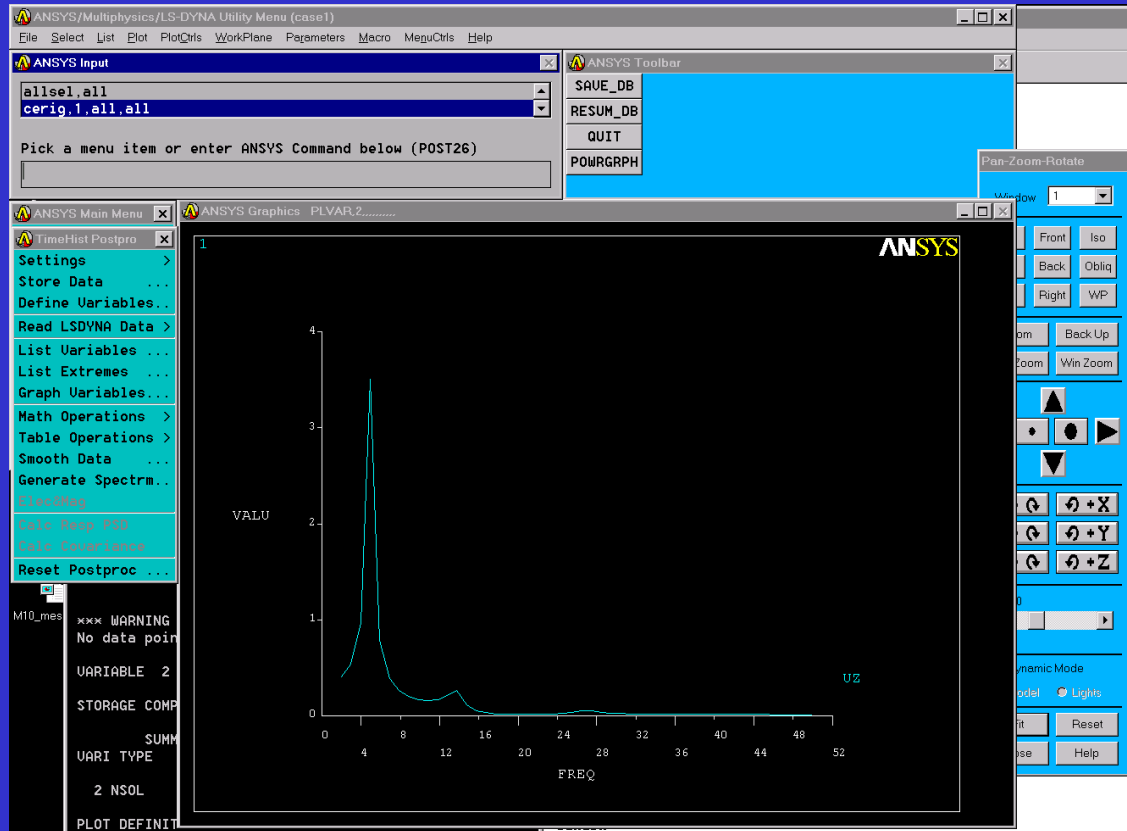 ANSYS/Multiphysics/LS-DYNA Utility Menu (case1)
File Select List Plot PlotCtrls WorkPlane Parameters Macro MenuCtrls Help
ANSYS Input
allsel,all
cerig,1,all,all
Pick a menu item or enter ANSYS Command below (POST26)
ANSYS Toolbar
SAVE_DB
RESUM_DB
QUIT
POWRGRPH
Pan-Zoom-Rotate
Window 1
Front Iso
Back Obliq
Right WP
Back Up
Zoom Win Zoom
+X
+Y
+Z
Lights
Reset
Help
ANSYS Main Menu
TimeHist Postpro
Settings >
Store Data ...
Define Variables..
Read LSDYNA Data >
List Variables ...
List Extremes ...
Graph Variables...
Math Operations >
Table Operations >
Smooth Data ...
Generate Spectrm..
ElecMag
Calc Resp PSD
Calc Covariance
Reset Postproc ...
ANSYS Graphics PLVAR,2,,,,,,,,,,
1
ANSYS
4
3
VALU
2
1
0
UZ
0 8 16 24 32 40 48
4 12 20 28 36 44 52
FREQ
M10_mes
*** WARNING
No data poin
VARIABLE 2
STORAGE COMP
SUMM
VARI TYPE
2 NSOL
PLOT DEFINIT